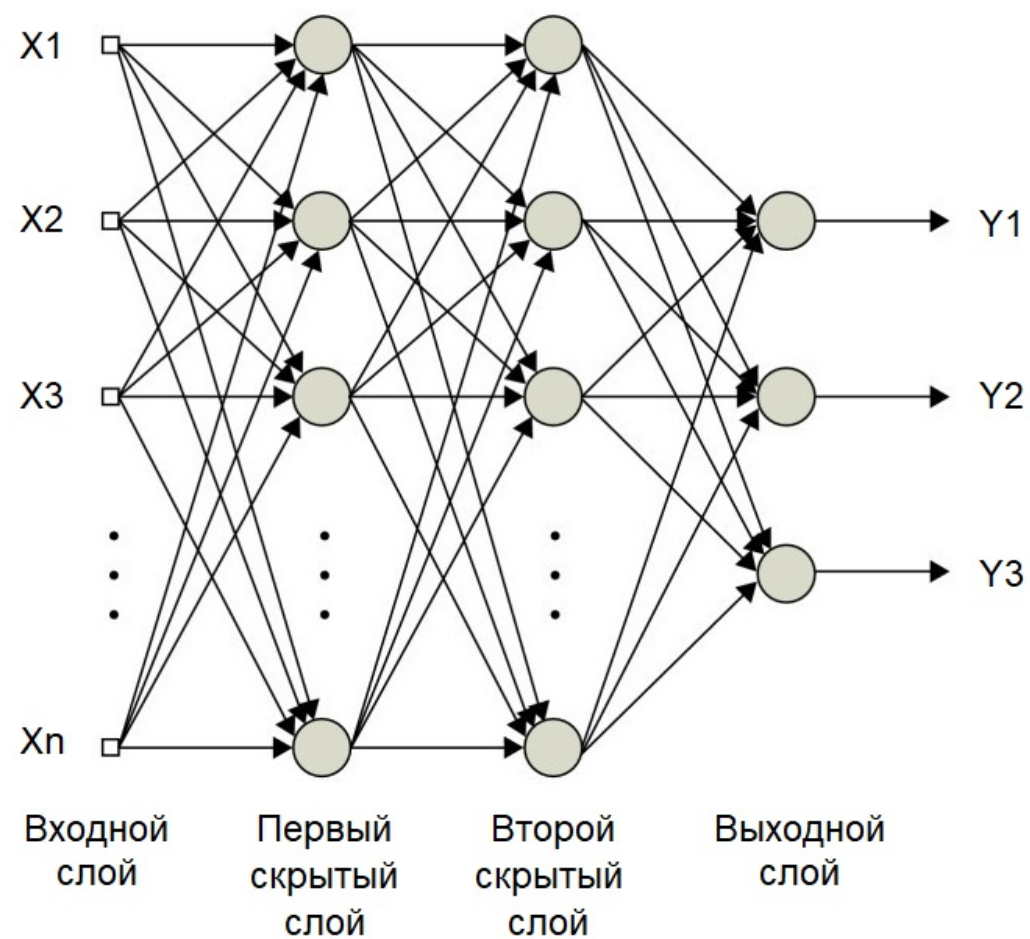 X1
X2
X3
Xn
Y1
Y2
Y3
Входной
слой
Первый
скрытый
слой
Второй
скрытый
слой
Выходной
слой